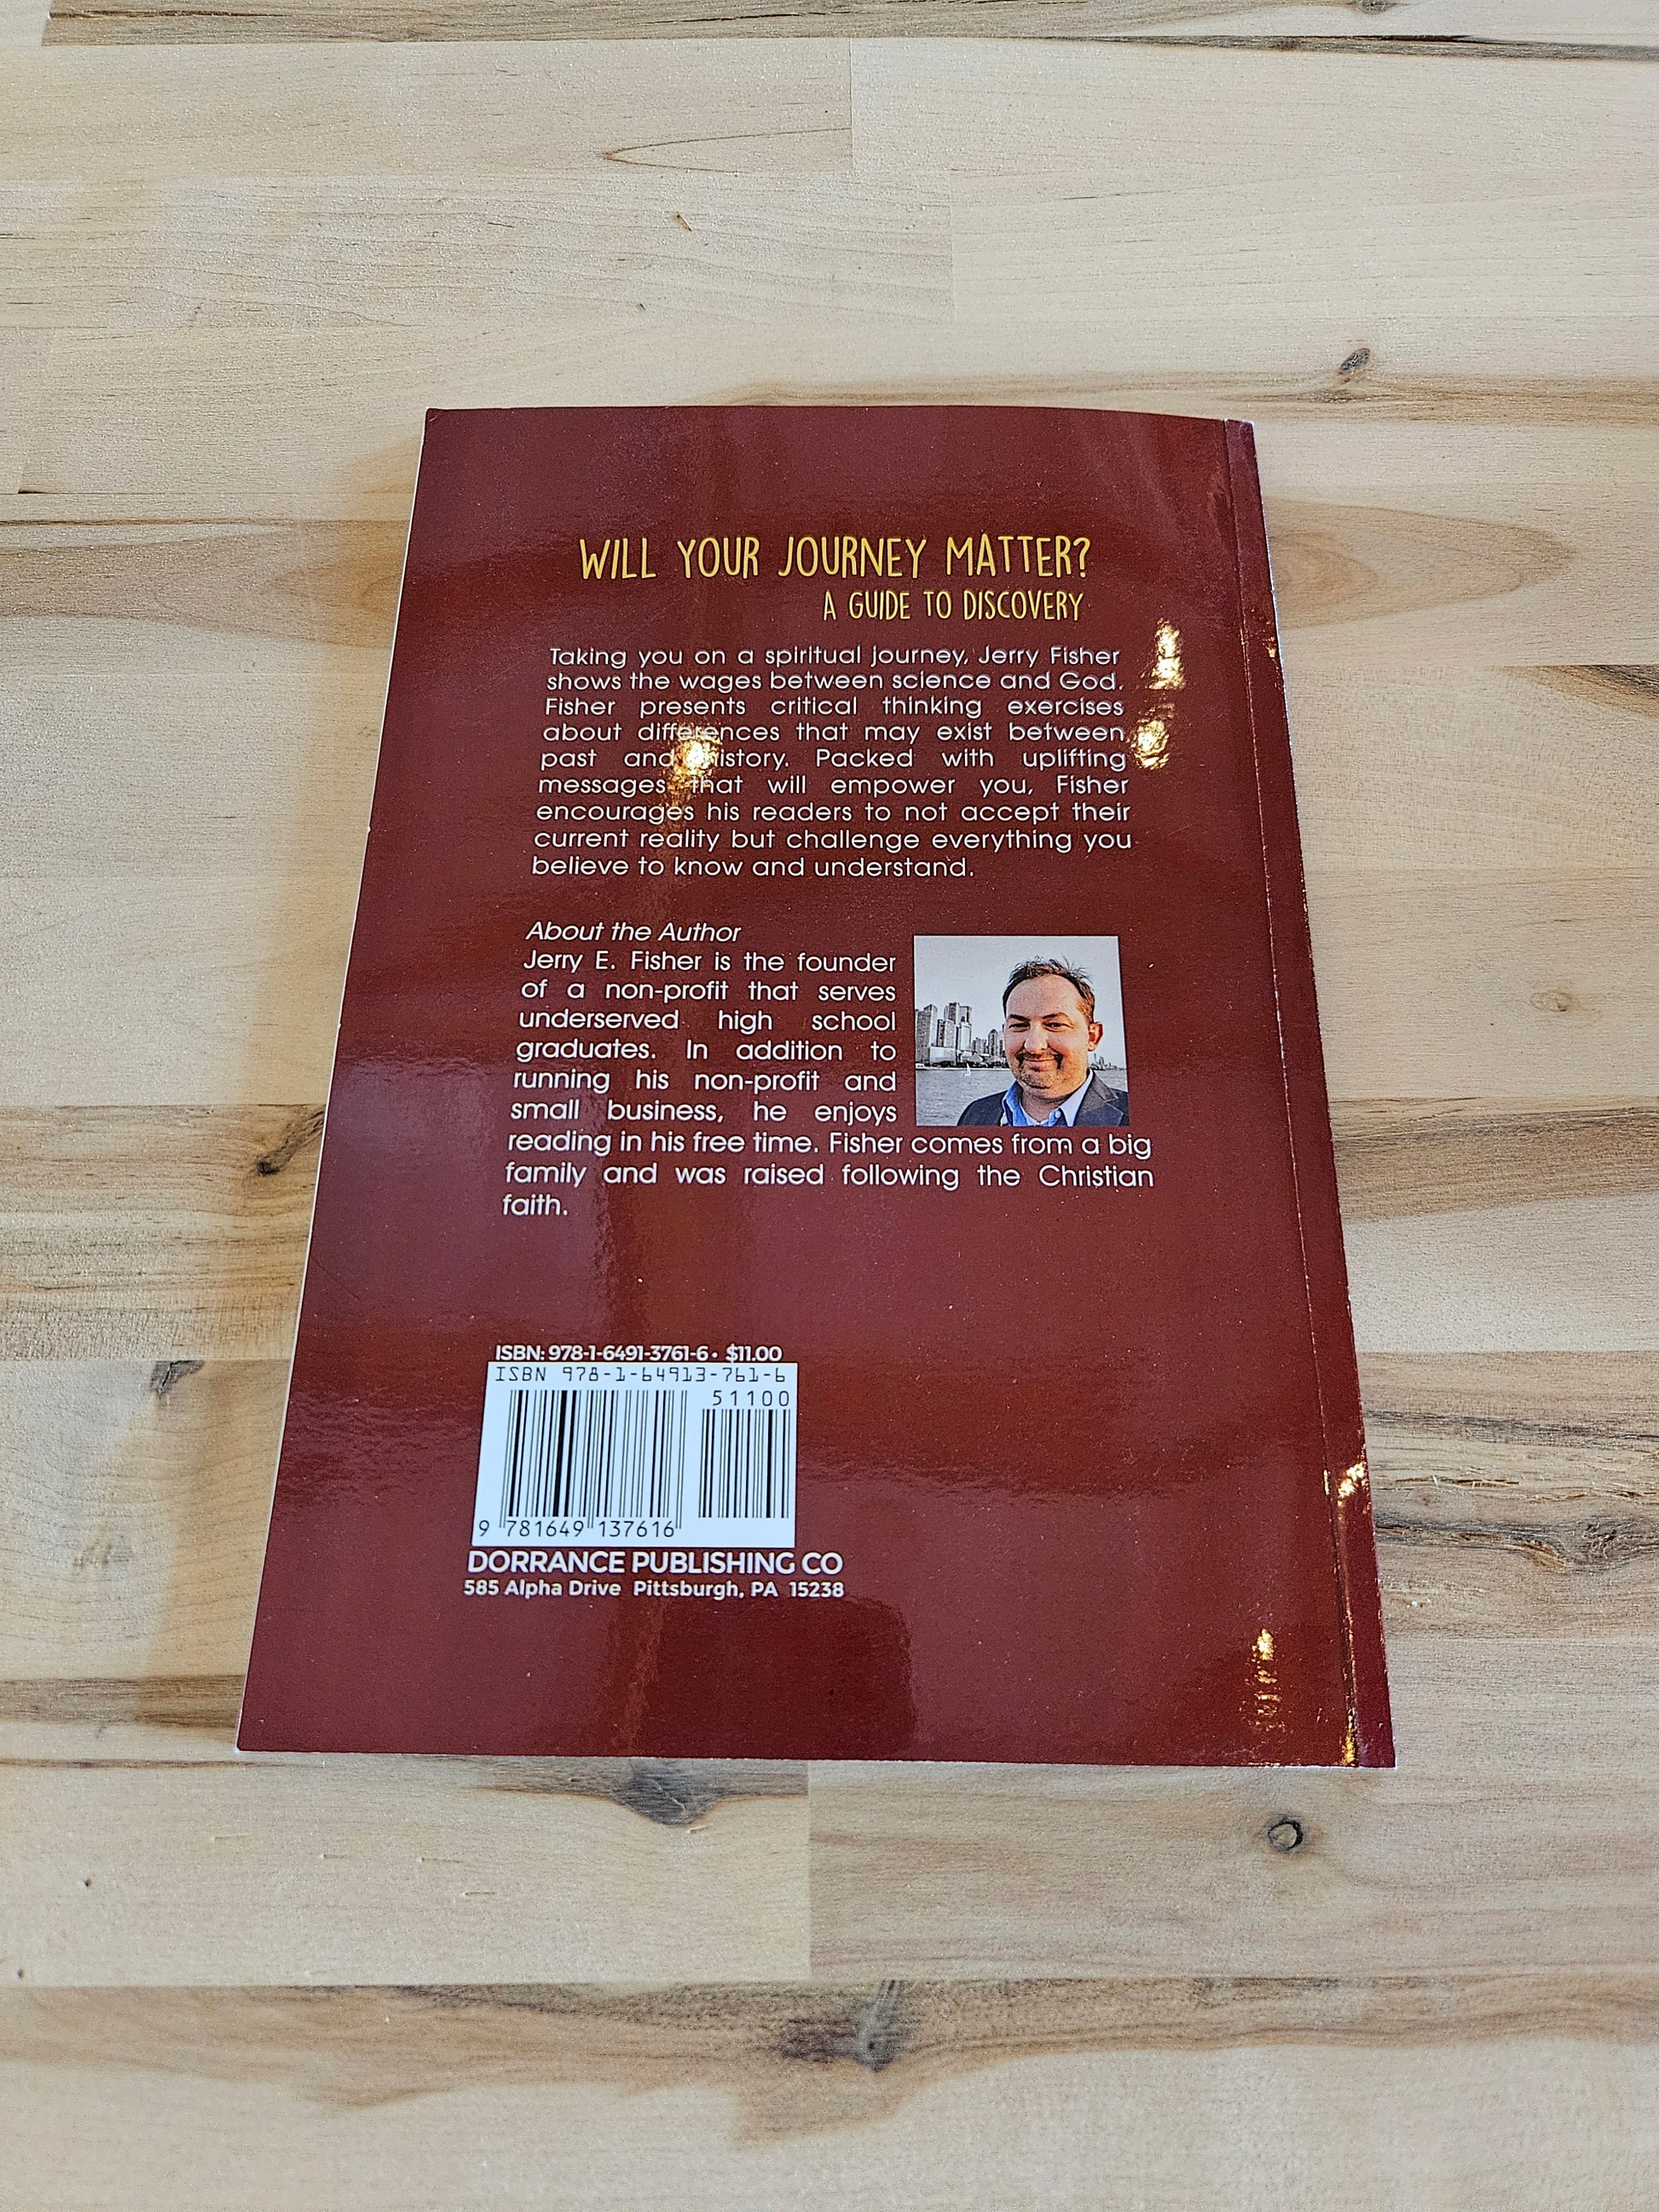 WILL YOUR JOURNEY MATTER?
A GUIDE TO DISCOVERY
Taking you on a spiritual journey, Jerry Fisher
shows the wages between science and God.
Fisher presents critical thinking exercises
about differences that may exist between
past and history. Packed with uplifting
messages that will empower you, Fisher
encourages his readers to not accept their
current reality but challenge everything you
believe to know and understand.
About the Author
Jerry E. Fisher is the founder
of a non-profit that serves
underserved high school
graduates. In addition to
running his non-profit and
small business, he enjoys
reading in his free time. Fisher comes from a big
family and was raised following the Christian
faith.
ISBN: 978-1-6491-3761-6 • $11.00
ISBN 978-1-64913-761-6
51100
9 781649 137616
DORRANCE PUBLISHING CO
585 Alpha Drive Pittsburgh, PA 15238